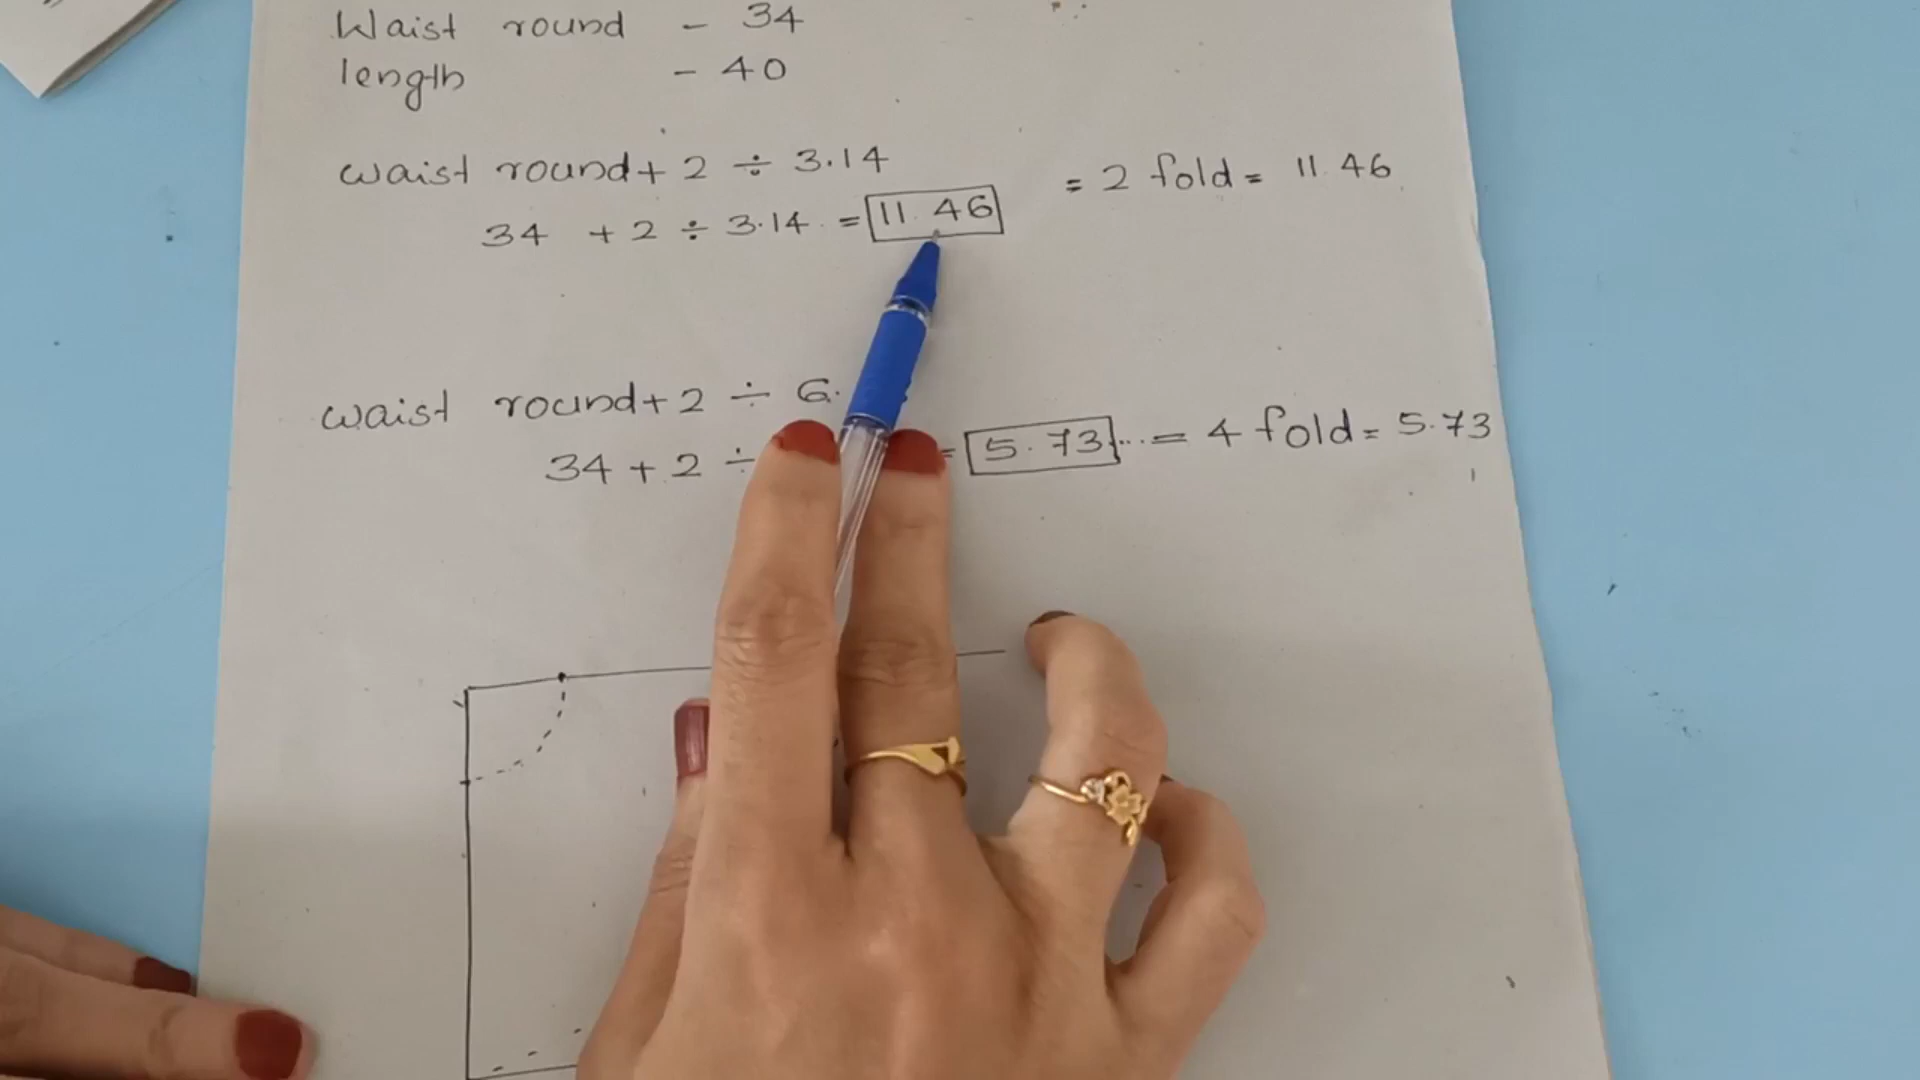 Waist round - 34
length - 40
waist round + 2 ÷ 3.14 = 2 fold = 11.46
34 + 2 ÷ 3.14 = 11.46
waist round + 2 ÷ 6.
34 + 2 ÷ = 5.73 = 4 fold = 5.73